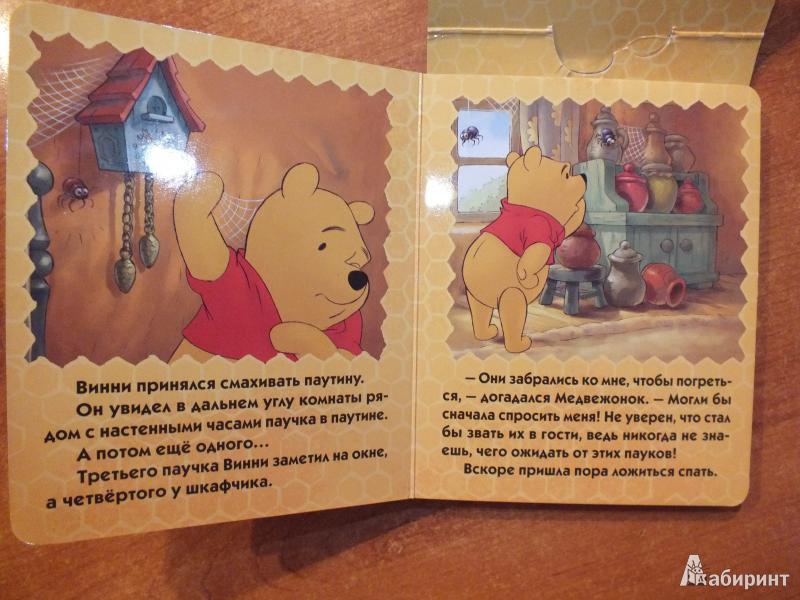 Винни принялся смахивать паутину.
Он увидел в дальнем углу комнаты ря-
дом с настенными часами паучка в паутине.
А потом ещё одного...
Третьего паучка Винни заметил на окне,
а четвёртого у шкафчика.
— Они забрались ко мне, чтобы погреть-
ся, — догадался Медвежонок. — Могли бы
сначала спросить меня! Не уверен, что стал
бы звать их в гости, ведь никогда не зна-
ешь, чего ожидать от этих пауков!
Вскоре пришла пора ложиться спать.
Лабиринт